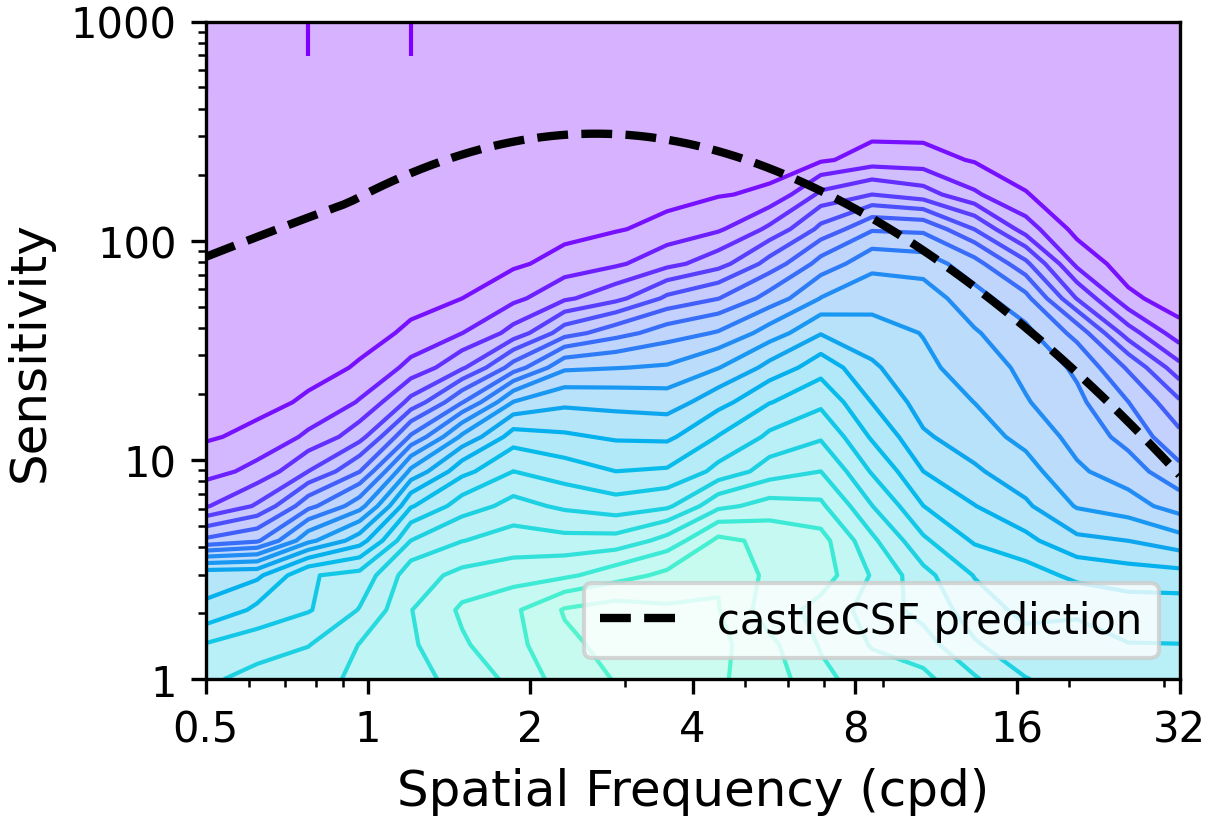 1000
100
10
1
Sensitivity
castleCSF prediction
0.5 1 2 4 8 16 32
Spatial Frequency (cpd)